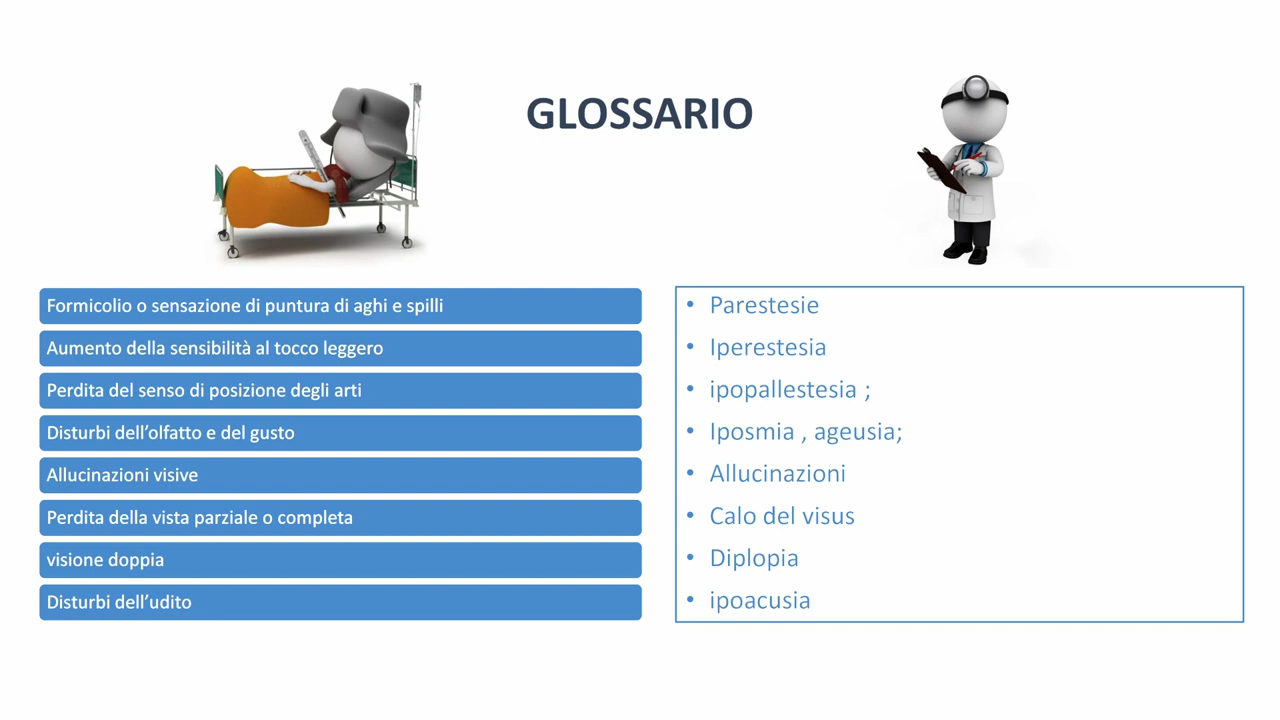 GLOSSARIO
Formicolio o sensazione di puntura di aghi e spilli
Aumento della sensibilità al tocco leggero
Perdita del senso di posizione degli arti
Disturbi dell’olfatto e del gusto
Allucinazioni visive
Perdita della vista parziale o completa
visione doppia
Disturbi dell’udito
• Parestesie
• Iperestesia
• ipopallestesia ;
• Iposmia , ageusia;
• Allucinazioni
• Calo del visus
• Diplopia
• ipoacusia